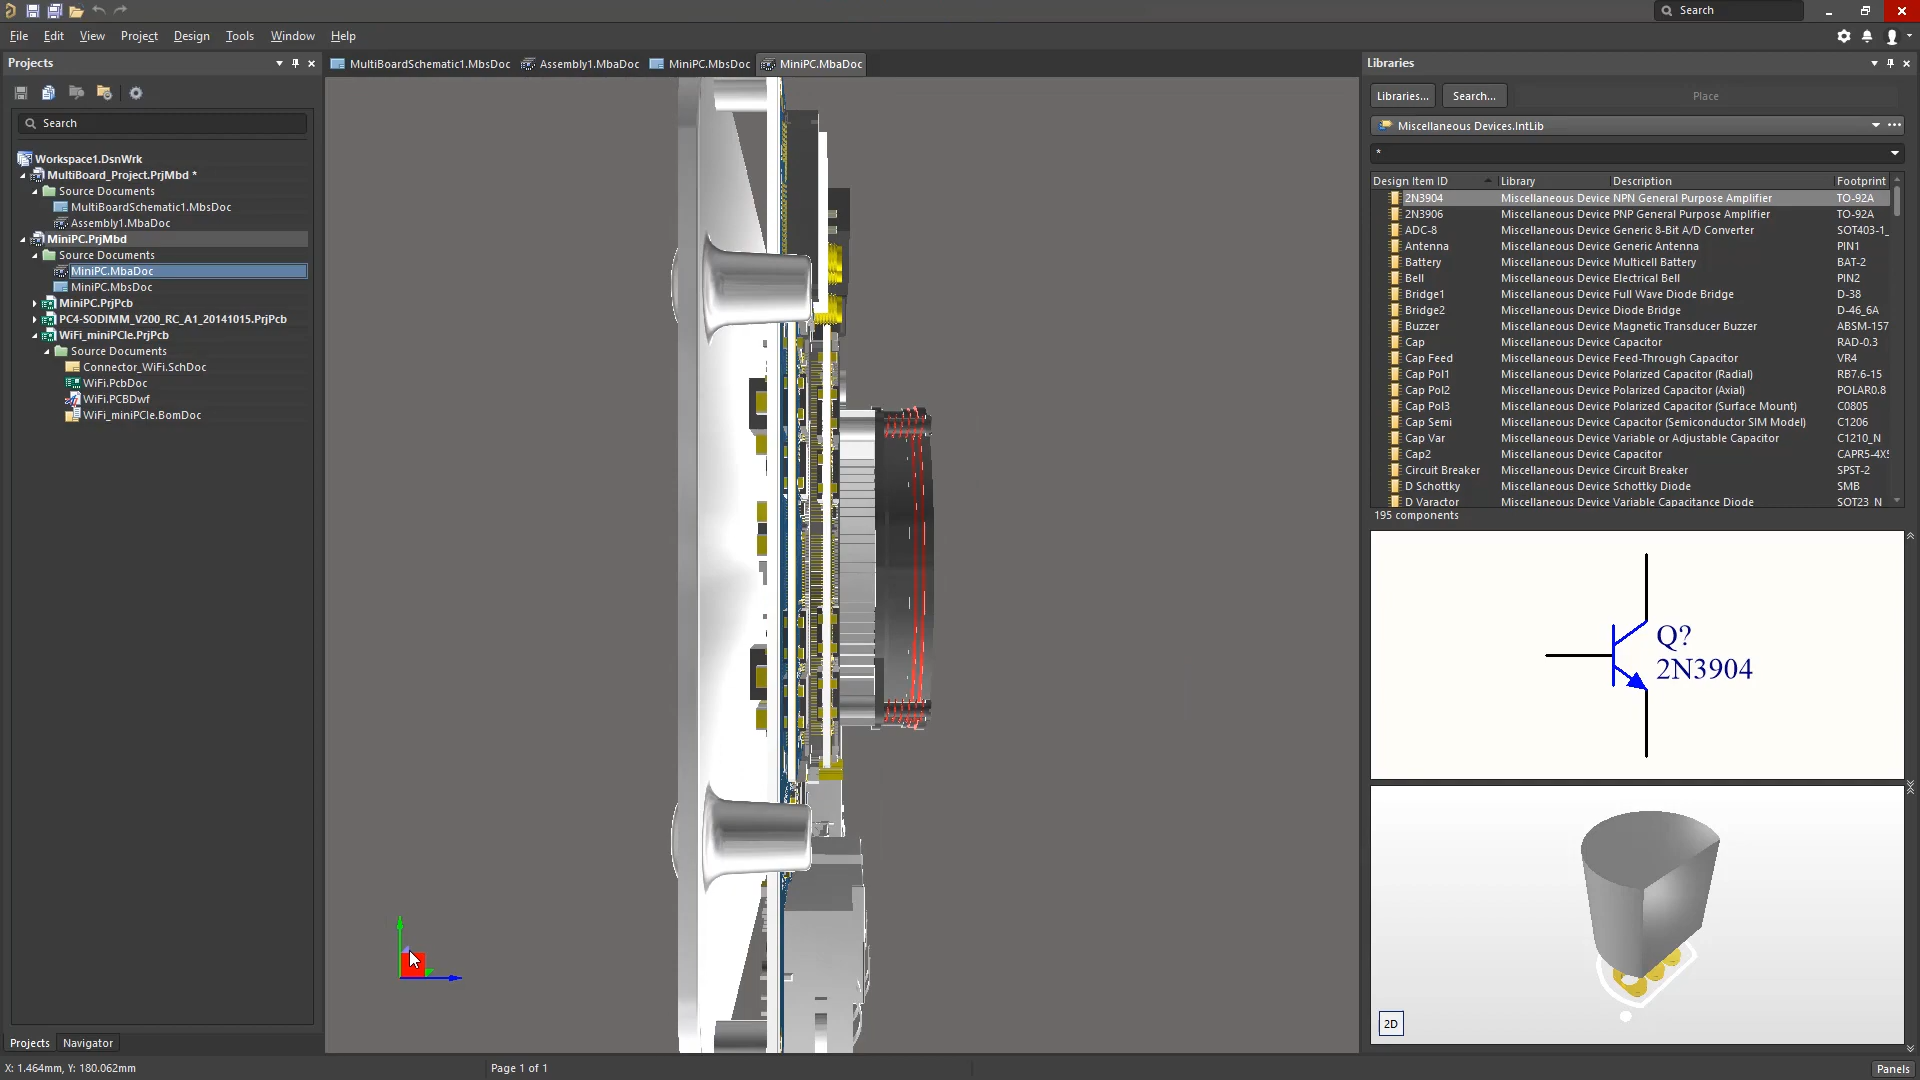 Search
File Edit View Project Design Tools Window Help
Projects
MultiBoardSchematic1.MbsDoc Assembly1.MbaDoc MiniPC.MbsDoc MiniPC.MbaDoc
Libraries
Search
Workspace1.DsnWrk
MultiBoard_Project.PrjMbd *
Source Documents
MultiBoardSchematic1.MbsDoc
Assembly1.MbaDoc
MiniPC.PrjMbd
Source Documents
MiniPC.MbaDoc
MiniPC.MbsDoc
MiniPC.PrjPcb
PC4-SODIMM_V200_RC_A1_20141015.PrjPcb
WiFi_miniPCIe.PrjPcb
Source Documents
Connector_WiFi.SchDoc
WiFi.PcbDoc
WiFi.PCBDwf
WiFi_miniPCIe.BomDoc
Libraries... Search... Place
Miscellaneous Devices.IntLib
*
Design Item ID Library Description Footprint
2N3904 Miscellaneous Device NPN General Purpose Amplifier TO-92A
2N3906 Miscellaneous Device PNP General Purpose Amplifier TO-92A
ADC-8 Miscellaneous Device Generic 8-Bit A/D Converter SOT403-1_
Antenna Miscellaneous Device Generic Antenna PIN1
Battery Miscellaneous Device Multicell Battery BAT-2
Bell Miscellaneous Device Electrical Bell PIN2
Bridge1 Miscellaneous Device Full Wave Diode Bridge D-38
Bridge2 Miscellaneous Device Diode Bridge D-46_6A
Buzzer Miscellaneous Device Magnetic Transducer Buzzer ABSM-157
Cap Miscellaneous Device Capacitor RAD-0.3
Cap Feed Miscellaneous Device Feed-Through Capacitor VR4
Cap Pol1 Miscellaneous Device Polarized Capacitor (Radial) RB7.6-15
Cap Pol2 Miscellaneous Device Polarized Capacitor (Axial) POLAR0.8
Cap Pol3 Miscellaneous Device Polarized Capacitor (Surface Mount) C0805
Cap Semi Miscellaneous Device Capacitor (Semiconductor SIM Model) C1206
Cap Var Miscellaneous Device Variable or Adjustable Capacitor C1210_N
Cap2 Miscellaneous Device Capacitor CAPR5-4X5
Circuit Breaker Miscellaneous Device Circuit Breaker SPST-2
D Schottky Miscellaneous Device Schottky Diode SMB
D Varactor Miscellaneous Device Variable Capacitance Diode SOT23_N
195 components
Q?
2N3904
2D
Projects Navigator
X: 1.464mm, Y: 180.062mm Page 1 of 1 Panels